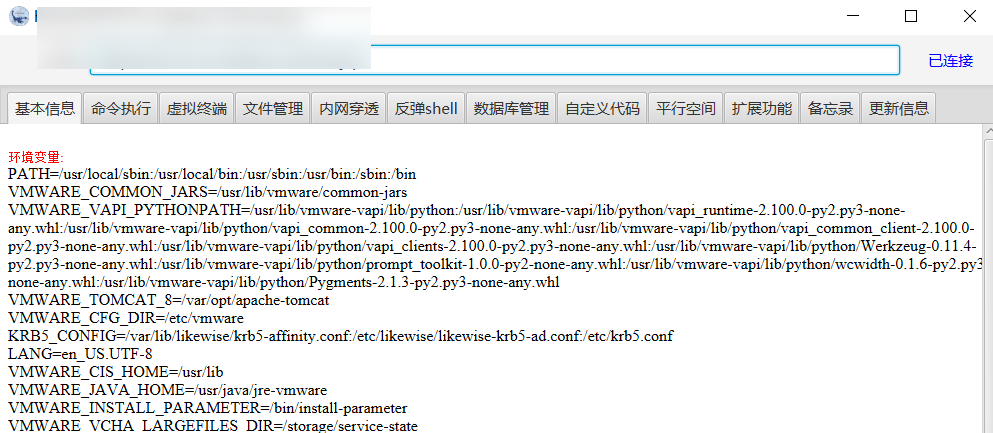 已连接
基本信息 命令执行 虚拟终端 文件管理 内网穿透 反弹shell 数据库管理 自定义代码 平行空间 扩展功能 备忘录 更新信息
环境变量:
PATH=/usr/local/sbin:/usr/local/bin:/usr/sbin:/usr/bin:/sbin:/bin
VMWARE_COMMON_JARS=/usr/lib/vmware/common-jars
VMWARE_VAPI_PYTHONPATH=/usr/lib/vmware-vapi/lib/python:/usr/lib/vmware-vapi/lib/python/vapi_runtime-2.100.0-py2.py3-none-
any.whl:/usr/lib/vmware-vapi/lib/python/vapi_common-2.100.0-py2.py3-none-any.whl:/usr/lib/vmware-vapi/lib/python/vapi_common_client-2.100.0-
py2.py3-none-any.whl:/usr/lib/vmware-vapi/lib/python/vapi_clients-2.100.0-py2.py3-none-any.whl:/usr/lib/vmware-vapi/lib/python/Werkzeug-0.11.4-
py2.py3-none-any.whl:/usr/lib/vmware-vapi/lib/python/prompt_toolkit-1.0.0-py2-none-any.whl:/usr/lib/vmware-vapi/lib/python/wcwidth-0.1.6-py2.py3
none-any.whl:/usr/lib/vmware-vapi/lib/python/Pygments-2.1.3-py2.py3-none-any.whl
VMWARE_TOMCAT_8=/var/opt/apache-tomcat
VMWARE_CFG_DIR=/etc/vmware
KRB5_CONFIG=/var/lib/likewise/krb5-affinity.conf:/etc/likewise/likewise-krb5-ad.conf:/etc/krb5.conf
LANG=en_US.UTF-8
VMWARE_CIS_HOME=/usr/lib
VMWARE_JAVA_HOME=/usr/java/jre-vmware
VMWARE_INSTALL_PARAMETER=/bin/install-parameter
VMWARE_VCHA_LARGEFILES_DIR=/storage/service-state